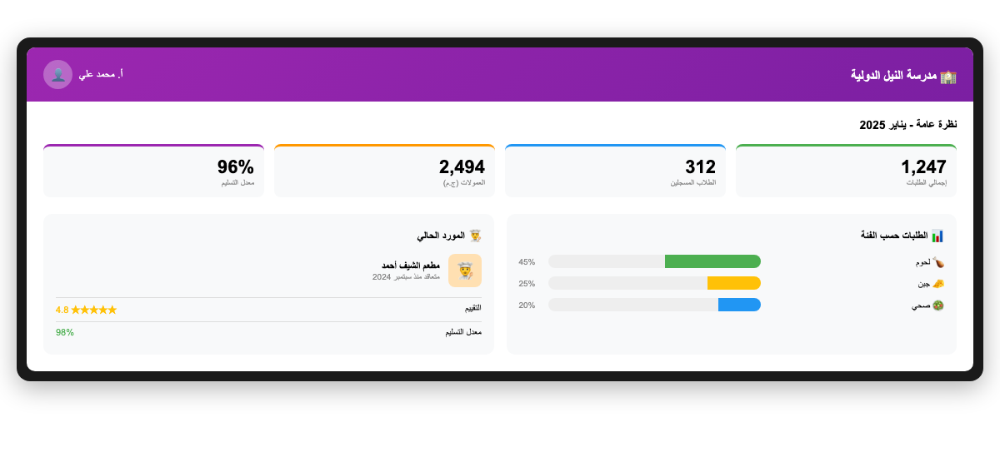 مدرسة النيل الدولية
أ. محمد علي
نظرة عامة - يناير 2025
1,247
إجمالي الطلبات
312
الطلاب المسجلين
2,494
العمولات (ج.م)
96%
معدل التسليم
الطلبات حسب الفئة
لحوم
45%
جبن
25%
صحي
20%
المورد الحالي
مطعم الشيف أحمد
متعاقد منذ سبتمبر 2024
التقييم
★★★★★ 4.8
معدل التسليم
98%